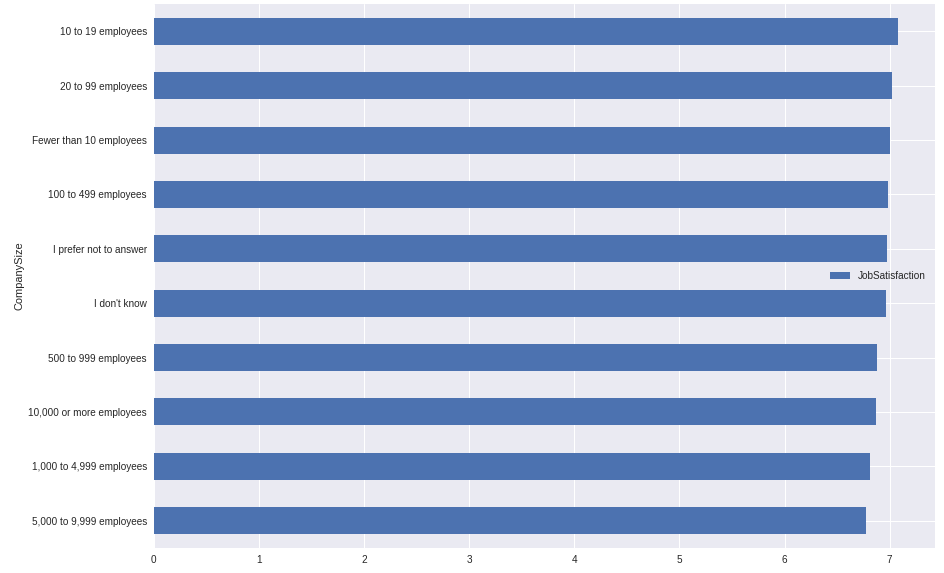 10 to 19 employees
20 to 99 employees
Fewer than 10 employees
100 to 499 employees
I prefer not to answer
I don't know
500 to 999 employees
10,000 or more employees
1,000 to 4,999 employees
5,000 to 9,999 employees
CompanySize
JobSatisfaction
0 1 2 3 4 5 6 7